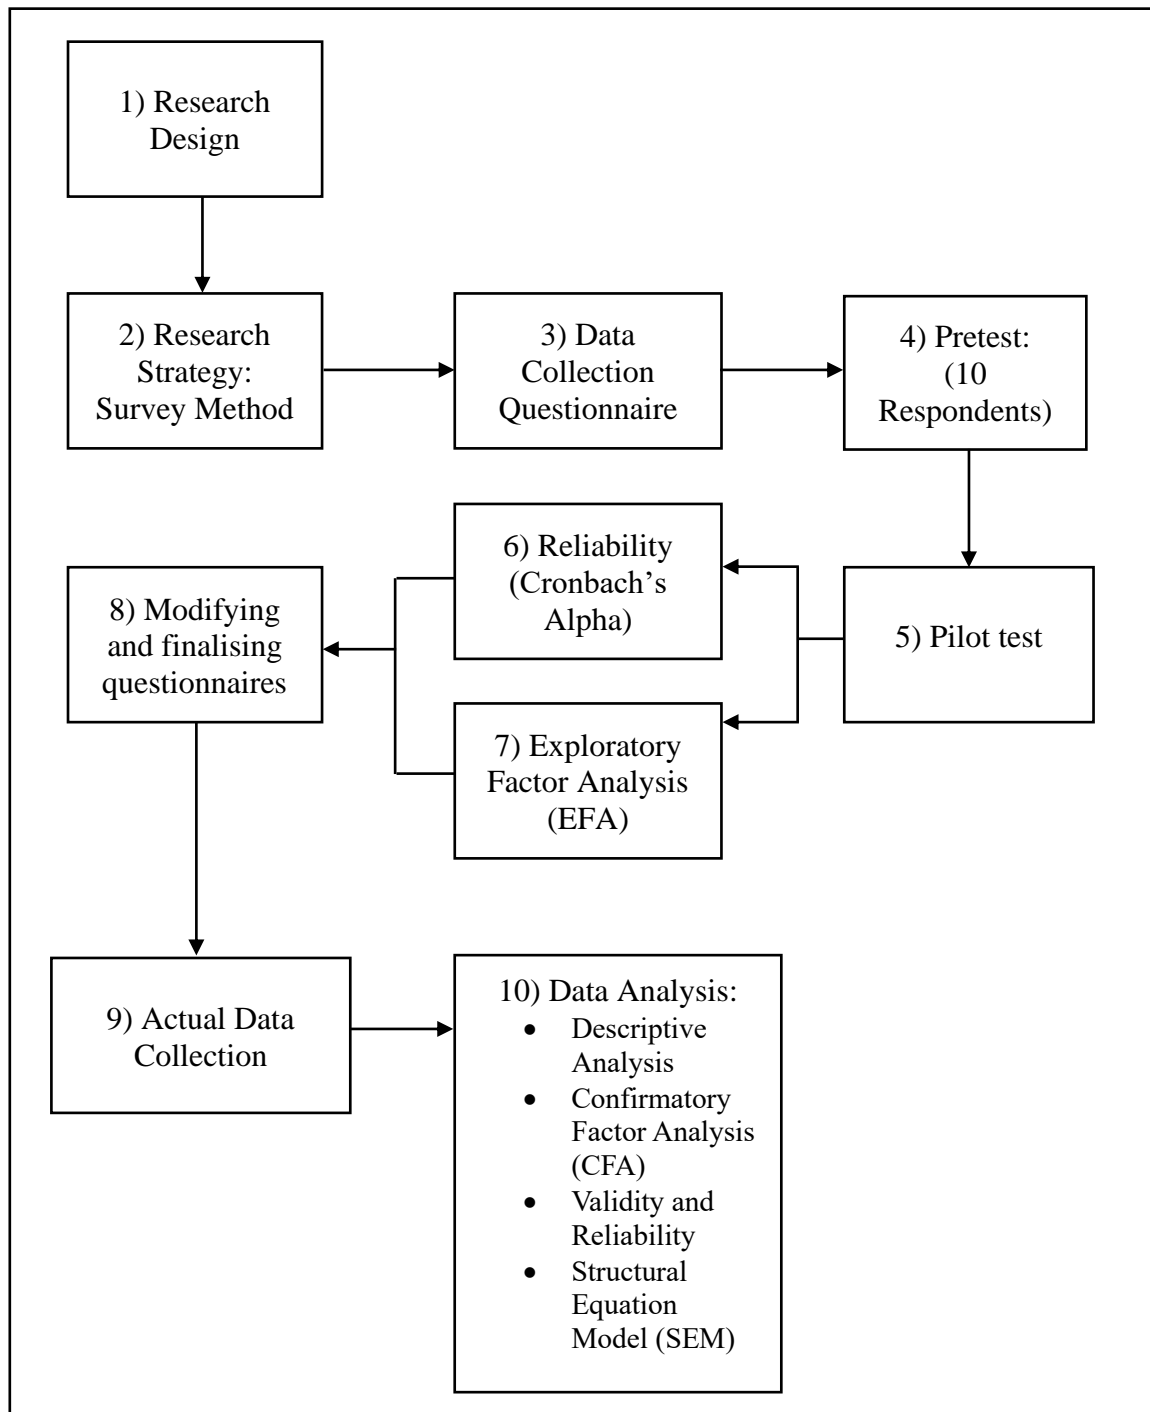 1) Research
Design
2) Research
Strategy:
Survey Method
3) Data
Collection
Questionnaire
4) Pretest:
(10
Respondents)
5) Pilot test
6) Reliability
(Cronbach’s
Alpha)
7) Exploratory
Factor Analysis
(EFA)
8) Modifying
and finalising
questionnaires
9) Actual Data
Collection
10) Data Analysis:
• Descriptive
Analysis
• Confirmatory
Factor Analysis
(CFA)
• Validity and
Reliability
• Structural
Equation
Model (SEM)